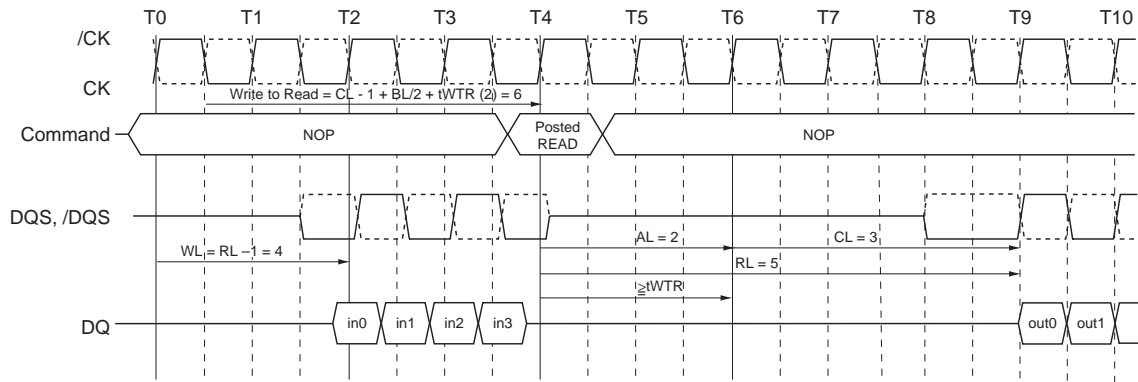 T0 T1 T2 T3 T4 T5 T6 T7 T8 T9 T10
/CK
CK
Write to Read = CL - 1 + BL/2 + tWTR (2) = 6
Command NOP Posted READ NOP
DQS, /DQS
AL = 2 CL = 3
WL = RL –1 = 4
RL = 5
≧tWTR
DQ in0 in1 in2 in3 out0 out1